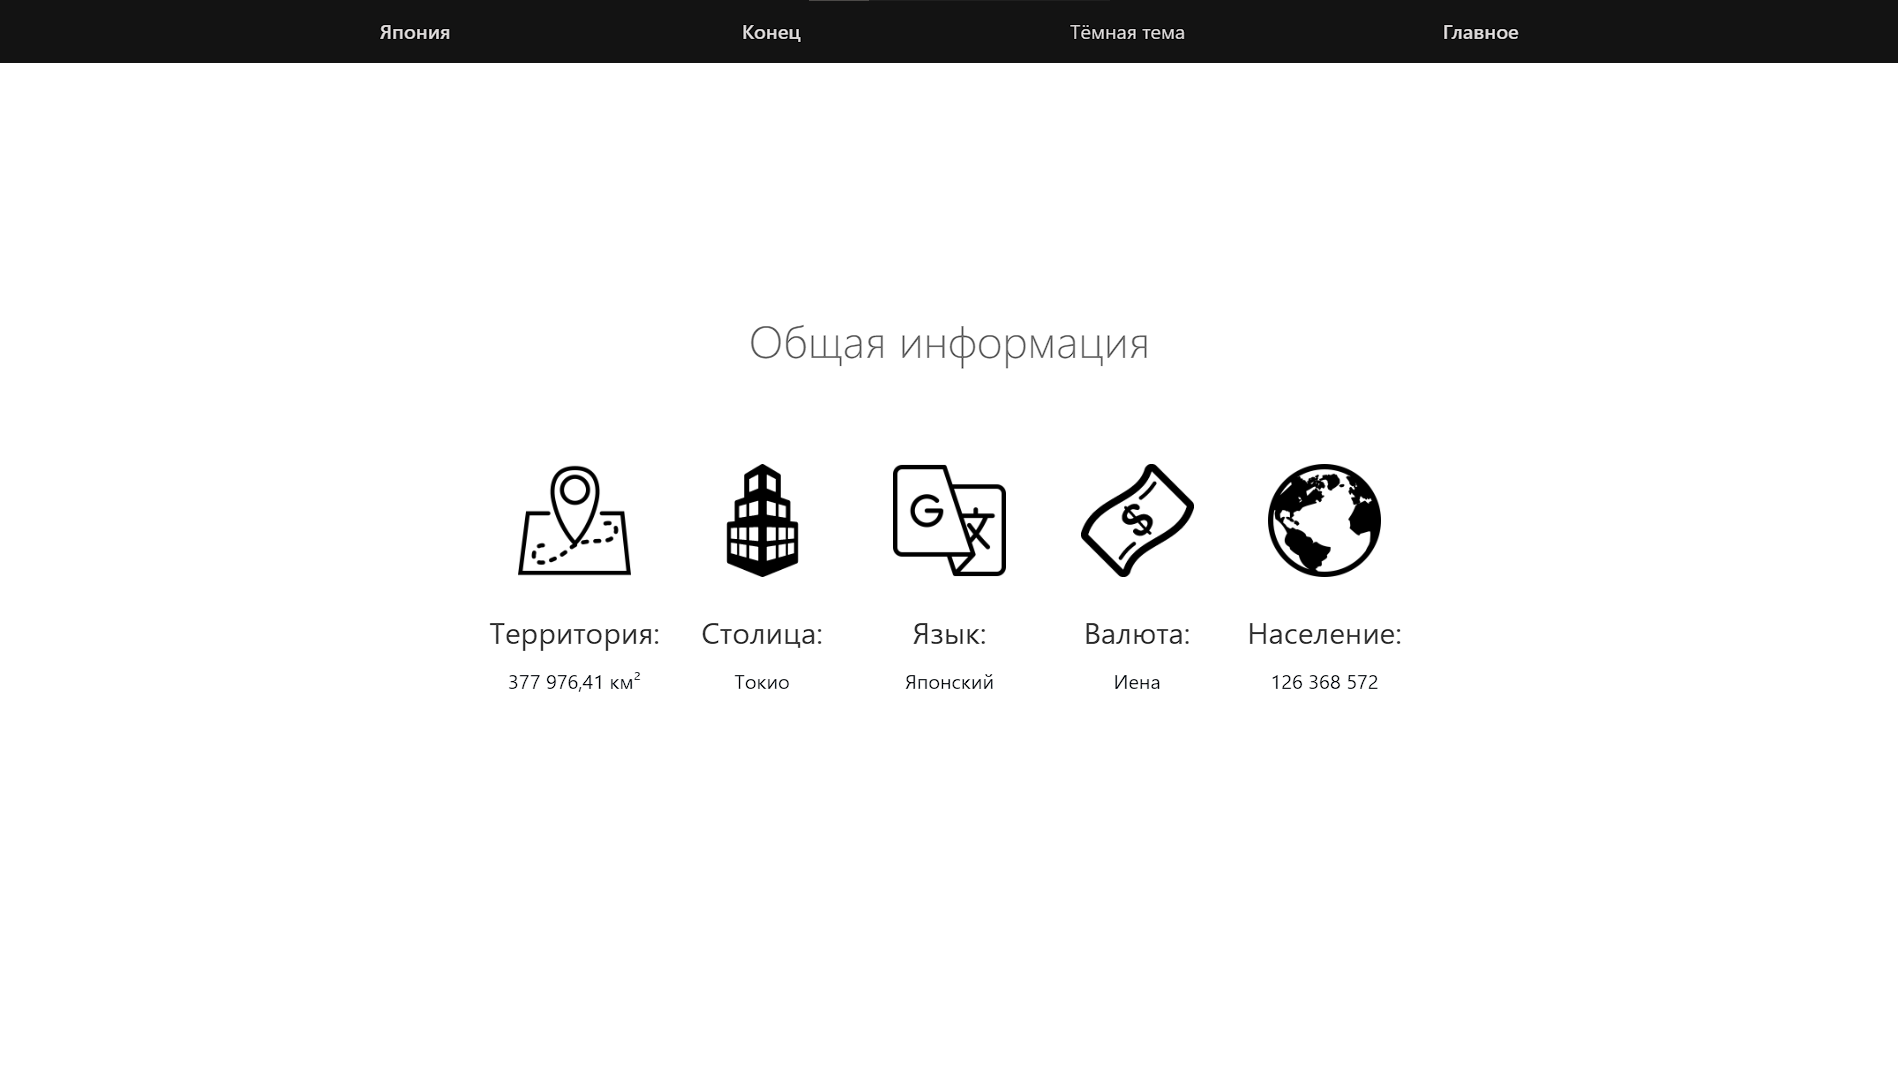 Япония Конец Тёмная тема Главное
Общая информация
G 文
$
Территория: Столица: Язык: Валюта: Население:
377 976,41 км² Токио Японский Иена 126 368 572